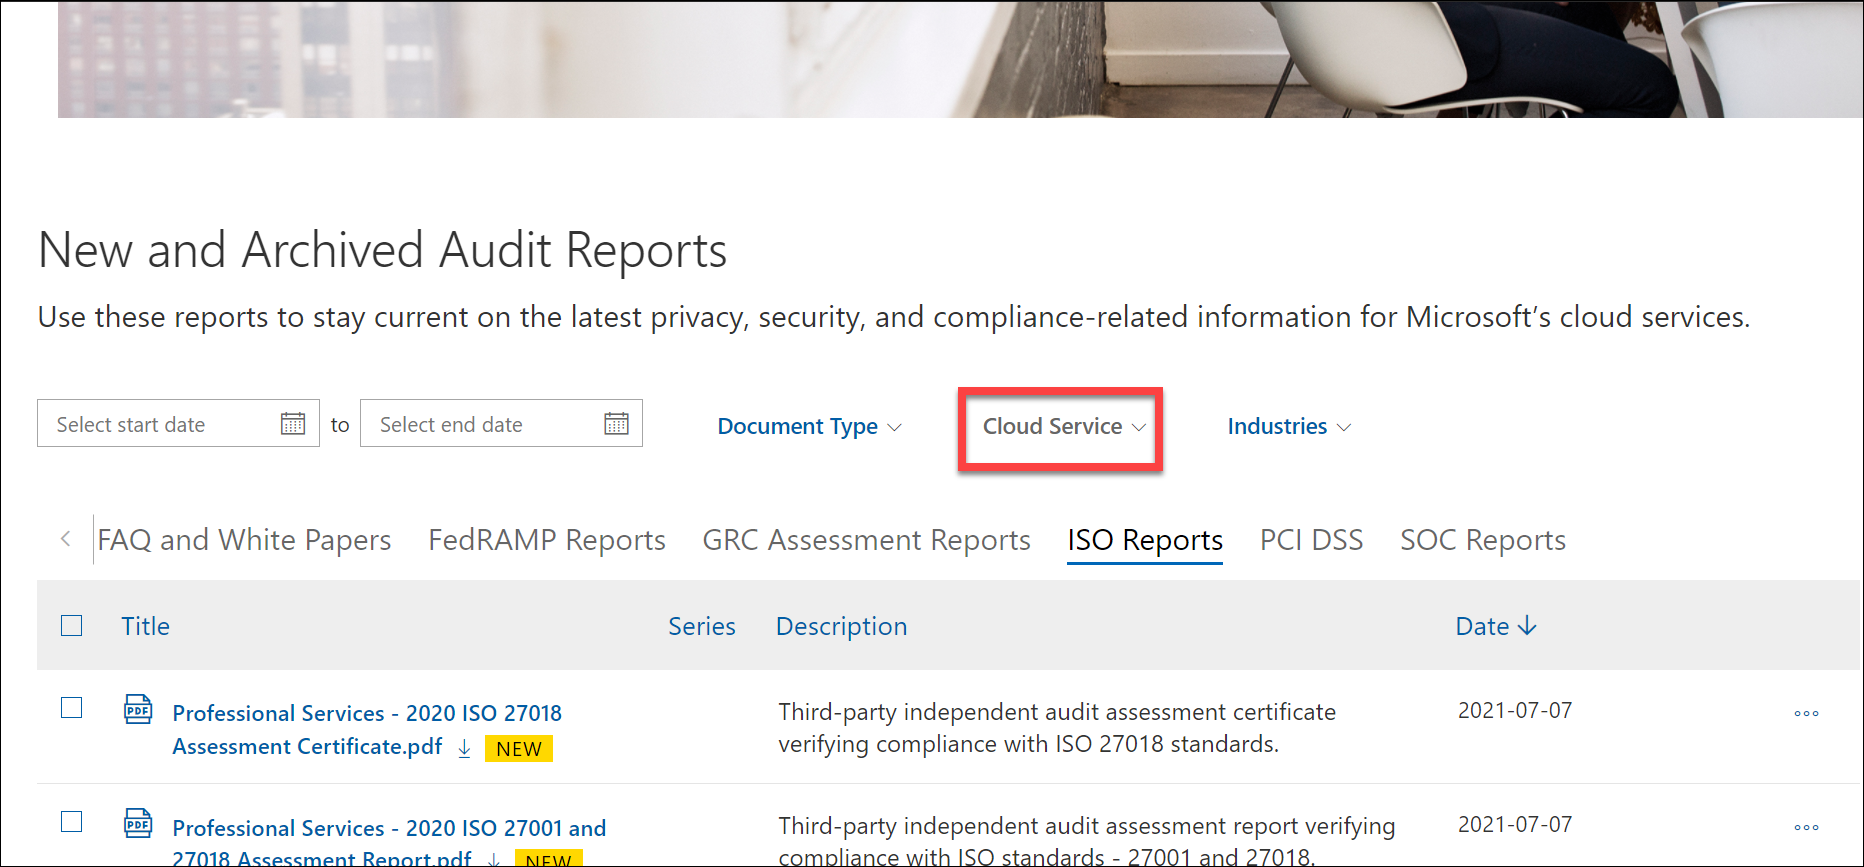 New and Archived Audit Reports
Use these reports to stay current on the latest privacy, security, and compliance-related information for Microsoft’s cloud services.
Select start date to Select end date Document Type Cloud Service Industries
FAQ and White Papers FedRAMP Reports GRC Assessment Reports ISO Reports PCI DSS SOC Reports
Title Series Description Date
PDF Professional Services - 2020 ISO 27018 Third-party independent audit assessment certificate 2021-07-07
Assessment Certificate.pdf NEW verifying compliance with ISO 27018 standards.
PDF Professional Services - 2020 ISO 27001 and Third-party independent audit assessment report verifying 2021-07-07
27018 Assessment Report.pdf NEW compliance with ISO standards - 27001 and 27018.